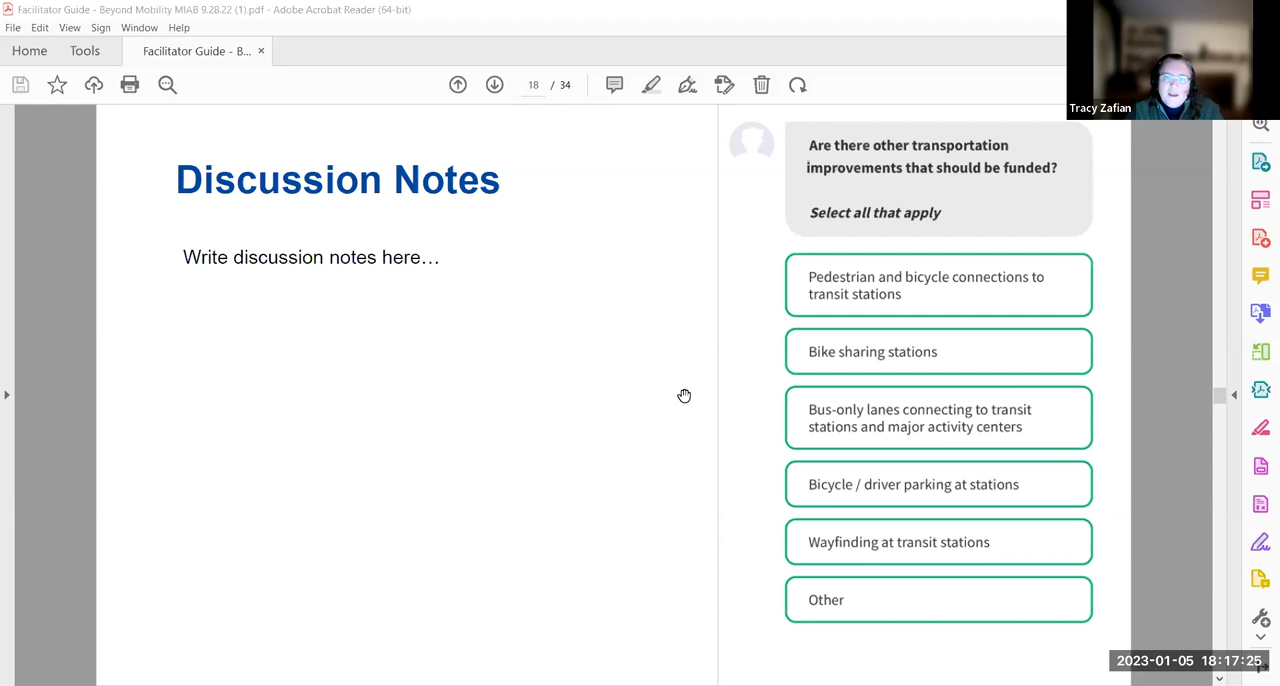 Facilitator Guide - Beyond Mobility MIAB 9.28.22 (1).pdf - Adobe Acrobat Reader (64-bit)
File Edit View Sign Window Help
Home Tools Facilitator Guide - B... ×
18 / 34
Tracy Zafian
Discussion Notes
Write discussion notes here…
Are there other transportation
improvements that should be funded?
Select all that apply
Pedestrian and bicycle connections to
transit stations
Bike sharing stations
Bus-only lanes connecting to transit
stations and major activity centers
Bicycle / driver parking at stations
Wayfinding at transit stations
Other
2023-01-05 18:17:25